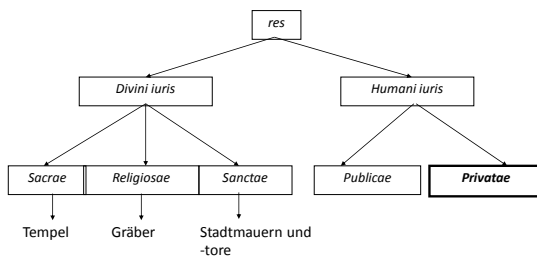 res
Divini iuris
Humani iuris
Sacrae
Religiosae
Sanctae
Publicae
Privatae
Tempel
Gräber
Stadtmauern und
-tore